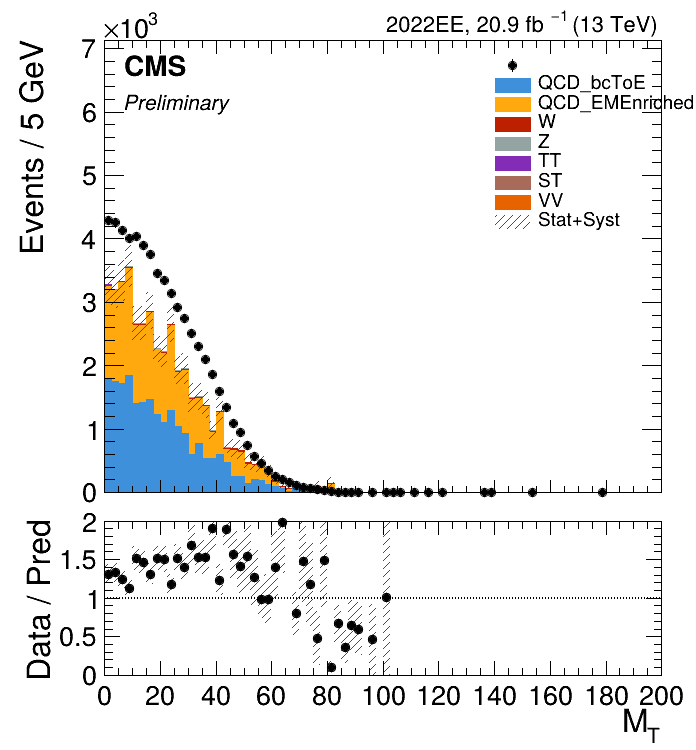 ×10³
2022EE, 20.9 fb ⁻¹ (13 TeV)
CMS
Preliminary
QCD_bcToE
QCD_EMEnriched
W
Z
TT
ST
VV
Stat+Syst
Events / 5 GeV
7
6
5
4
3
2
1
0
Data / Pred
2
1.5
1
0.5
0
0 20 40 60 80 100 120 140 160 180 200
M_T